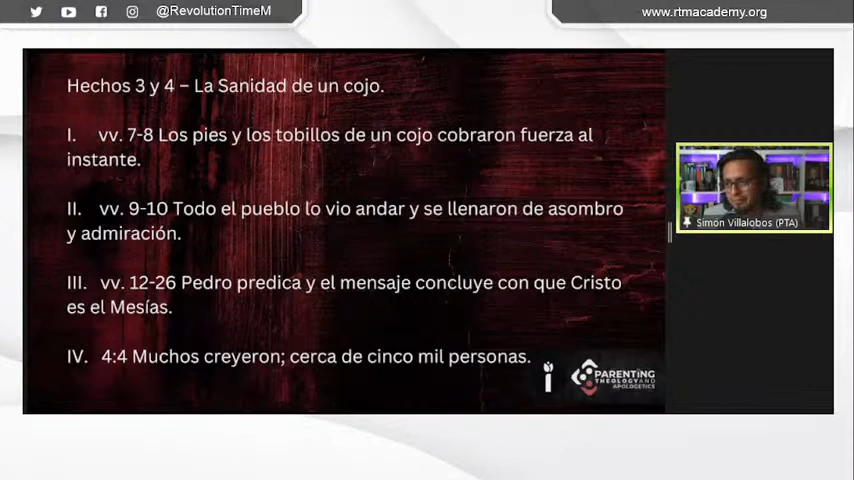 @RevolutionTimeM
www.rtmacademy.org
Hechos 3 y 4 – La Sanidad de un cojo.
I. vv. 7-8 Los pies y los tobillos de un cojo cobraron fuerza al
instante.
II. vv. 9-10 Todo el pueblo lo vio andar y se llenaron de asombro
y admiración.
III. vv. 12-26 Pedro predica y el mensaje concluye con que Cristo
es el Mesías.
IV. 4:4 Muchos creyeron; cerca de cinco mil personas.
PARENTING
THEOLOGY AND
APOLOGETICS
Simón Villalobos (PTA)